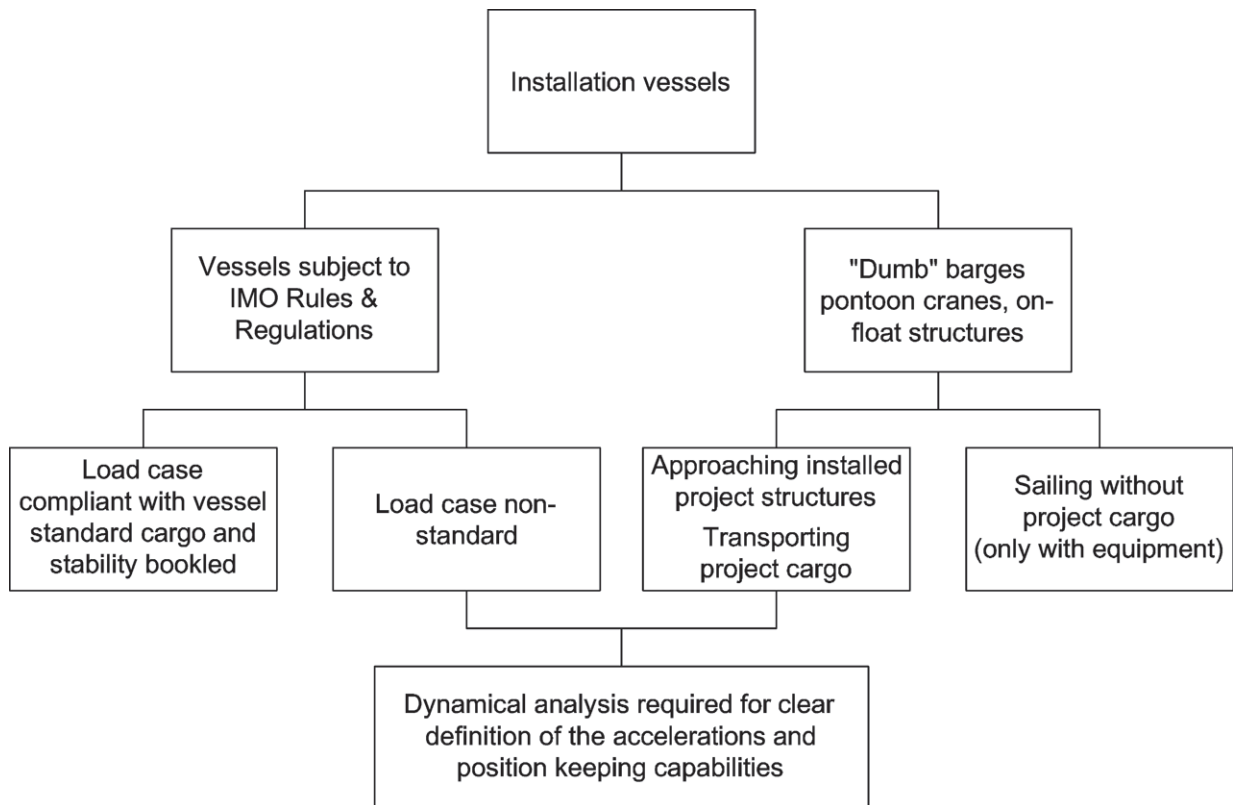 Installation vessels
Vessels subject to
IMO Rules &
Regulations
"Dumb" barges
pontoon cranes, on-
float structures
Load case
compliant with vessel
standard cargo and
stability bookled
Load case non-
standard
Approaching installed
project structures
Transporting
project cargo
Sailing without
project cargo
(only with equipment)
Dynamical analysis required for clear
definition of the accelerations and
position keeping capabilities